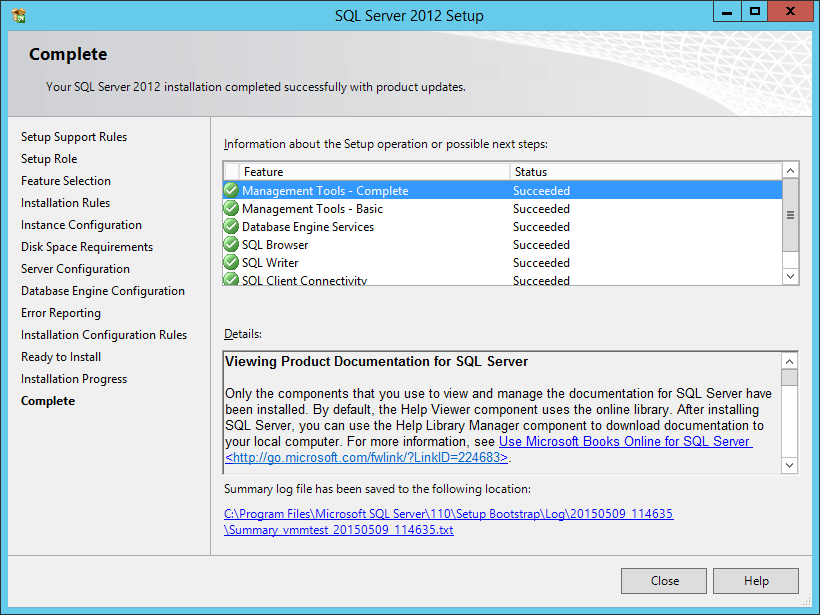 SQL Server 2012 Setup
Complete
Your SQL Server 2012 installation completed successfully with product updates.
Setup Support Rules
Setup Role
Feature Selection
Installation Rules
Instance Configuration
Disk Space Requirements
Server Configuration
Database Engine Configuration
Error Reporting
Installation Configuration Rules
Ready to Install
Installation Progress
Complete
Information about the Setup operation or possible next steps:
Feature Status
Management Tools - Complete Succeeded
Management Tools - Basic Succeeded
Database Engine Services Succeeded
SQL Browser Succeeded
SQL Writer Succeeded
SQL Client Connectivity Succeeded
Details:
Viewing Product Documentation for SQL Server
Only the components that you use to view and manage the documentation for SQL Server have
been installed. By default, the Help Viewer component uses the online library. After installing
SQL Server, you can use the Help Library Manager component to download documentation to
your local computer. For more information, see Use Microsoft Books Online for SQL Server
<http://go.microsoft.com/fwlink/?LinkID=224683>.
Summary log file has been saved to the following location:
C:\Program Files\Microsoft SQL Server\110\Setup Bootstrap\Log\20150509_114635
\Summary_vmmtest_20150509_114635.txt
Close Help